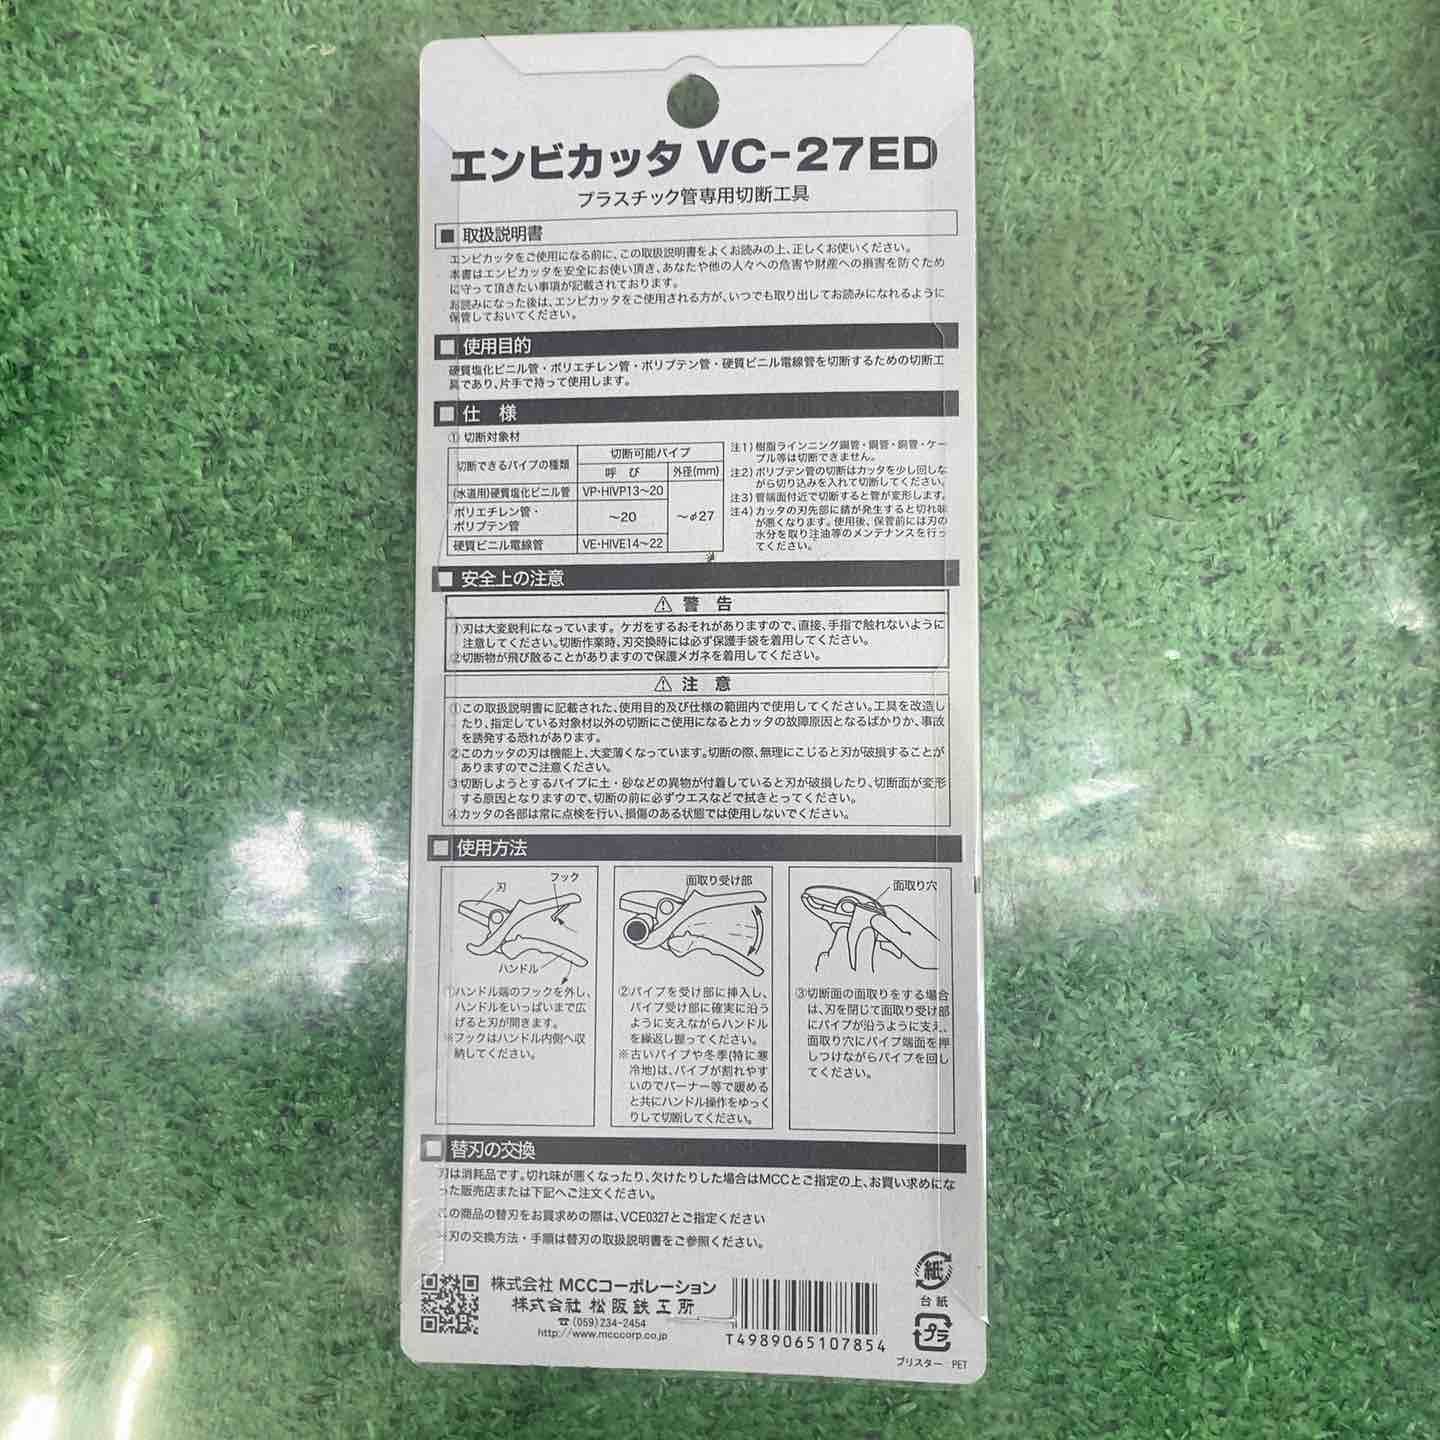 エンビカッタ VC-27ED
プラスチック管専用切断工具
■ 取扱説明書
エンビカッタをご使用になる前に、この取扱説明書をよくお読みの上、正しくお使いください。
本書はエンビカッタを安全にお使い頂き、あなたや他の人々への危害や財産への損害を防ぐため
に守って頂きたい事項が記載されております。
お読みになった後は、エンビカッタをご使用される方が、いつでも取り出してお読みになれるように
保管しておいてください。
■ 使用目的
硬質塩化ビニル管・ポリエチレン管・ポリブテン管・硬質ビニル電線管を切断するための切断工
具であり、片手で持って使用します。
■ 仕 様
① 切断対象材
切断できるパイプの種類
切断可能パイプ
呼 び
外径(mm)
(水道用)硬質塩化ビニル管
VP・HIVP13〜20
ポリエチレン管・
ポリブテン管
〜20
〜φ27
硬質ビニル電線管
VE・HIVE14〜22
注1)樹脂ラインニング鋼管・鋼管・銅管・ケー
ブル等は切断できません。
注2)ポリブテン管の切断はカッタを少し回しな
がら切り込みを入れて切断してください。
注3)管端面付近で切断すると管が変形します。
注4)カッタの刃先部に錆が発生すると切れ味
が悪くなります。使用後、保管前には刃の
水分を取り注油等のメンテナンスを行っ
てください。
■ 安全上の注意
⚠ 警 告
①刃は大変鋭利になっています。ケガをするおそれがありますので、直接、手指で触れないように
注意してください。切断作業時、刃交換時には必ず保護手袋を着用してください。
②切断物が飛び散ることがありますので保護メガネを着用してください。
⚠ 注 意
①この取扱説明書に記載された、使用目的及び仕様の範囲内で使用してください。工具を改造し
たり、指定している対象材以外の切断にご使用になるとカッタの故障原因となるばかりか、事故
を誘発する恐れがあります。
②このカッタの刃は機能上、大変薄くなっています。切断の際、無理にこじると刃が破損することが
ありますのでご注意ください。
③切断しようとするパイプに土・砂などの異物が付着していると刃が破損したり、切断面が変形
する原因となりますので、切断の前に必ずウエスなどで拭きとってください。
④カッタの各部は常に点検を行い、損傷のある状態では使用しないでください。
■ 使用方法
刃
フック
ハンドル
①ハンドル端のフックを外し、
ハンドルをいっぱいまで広
げると刃が開きます。
※フックはハンドル内側へ収
納してください。
面取り受け部
②パイプを受け部に挿入し、
パイプ受け部に確実に沿う
ように支えながらハンドル
を繰返し握ってください。
※古いパイプや冬季(特に寒
冷地)は、パイプが割れやす
いのでバーナー等で暖める
と共にハンドル操作をゆっく
りして切断してください。
面取り穴
③切断面の面取りをする場合
は、刃を閉じて面取り受け部
にパイプが沿うように支え、
面取り穴にパイプ端面を押
しつけながらパイプを回し
てください。
■ 替刃の交換
刃は消耗品です。切れ味が悪くなったり、欠けたりした場合はMCCとご指定の上、お買い求めにな
った販売店または下記へご注文ください。
この商品の替刃をお買求めの際は、VCE0327とご指定ください
※刃の交換方法・手順は替刃の取扱説明書をご参照ください。
株式会社 MCCコーポレーション
株式会社 松阪鉄工所
☎(059)234-2454
http://www.mcccorp.co.jp
T4989065107854
紙
台紙
プラ
ブリスター PET